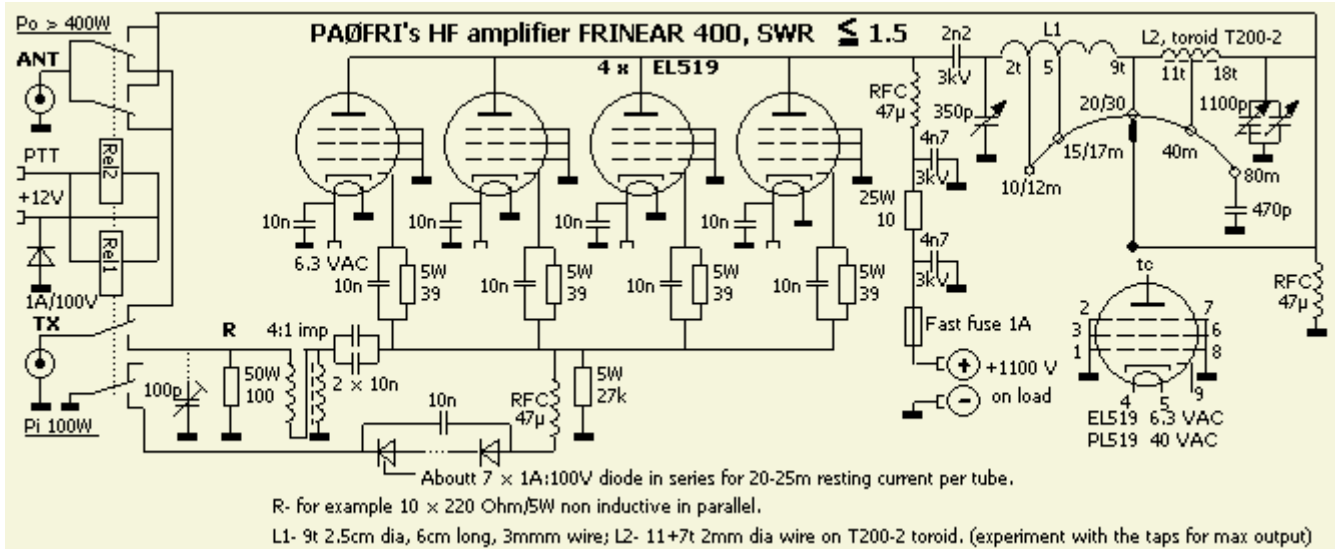 Po > 400W
PAØFRI's HF amplifier FRINEAR 400, SWR ≦ 1.5
ANT
4 x EL519
2n2
3kV
L1
2t 5 9t
L2, toroid T200-2
11t 18t
RFC
47µ
350p
20/30
1100p
15/17m
40m
10/12m
80m
470p
4n7
3kV
PTT
+12V
Rel2
Rel1
1A/100V
TX
10n
10n
10n
10n
6.3 VAC
10n
5W
39
10n
5W
39
10n
5W
39
10n
5W
39
25W
10
4n7
3kV
Fast fuse 1A
+
+1100 V
-
on load
tc
2
3
1
7
6
8
4
5
9
EL519 6.3 VAC
PL519 40 VAC
RFC
47µ
R
4:1 imp
2 × 10n
100p
50W
100
10n
RFC
47µ
5W
27k
Pi 100W
Aboutt 7 × 1A:100V diode in series for 20-25m resting current per tube.
R- for example 10 × 220 Ohm/5W non inductive in parallel.
L1- 9t 2.5cm dia, 6cm long, 3mmm wire; L2- 11+7t 2mm dia wire on T200-2 toroid. (experiment with the taps for max output)